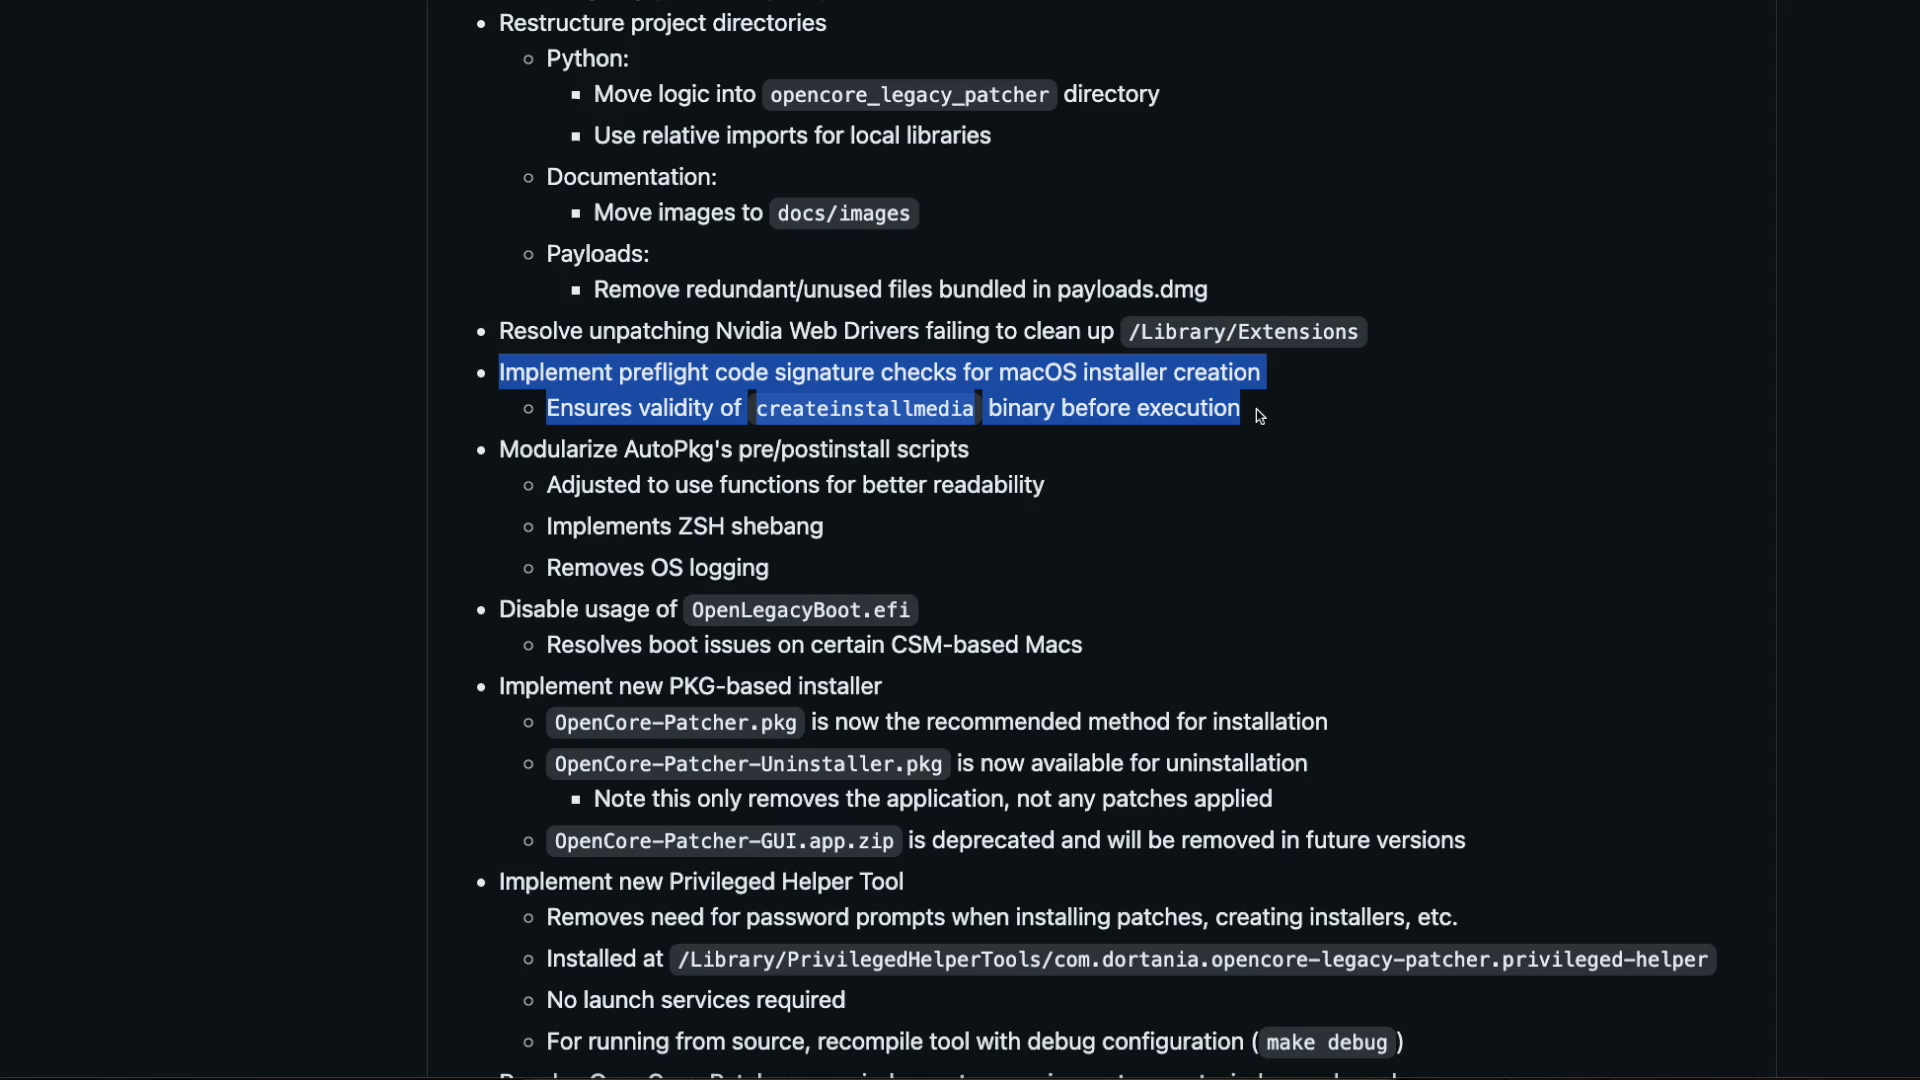 Restructure project directories
Python:
Move logic into opencore_legacy_patcher directory
Use relative imports for local libraries
Documentation:
Move images to docs/images
Payloads:
Remove redundant/unused files bundled in payloads.dmg
Resolve unpatching Nvidia Web Drivers failing to clean up /Library/Extensions
Implement preflight code signature checks for macOS installer creation
Ensures validity of createinstallmedia binary before execution
Modularize AutoPkg's pre/postinstall scripts
Adjusted to use functions for better readability
Implements ZSH shebang
Removes OS logging
Disable usage of OpenLegacyBoot.efi
Resolves boot issues on certain CSM-based Macs
Implement new PKG-based installer
OpenCore-Patcher.pkg is now the recommended method for installation
OpenCore-Patcher-Uninstaller.pkg is now available for uninstallation
Note this only removes the application, not any patches applied
OpenCore-Patcher-GUI.app.zip is deprecated and will be removed in future versions
Implement new Privileged Helper Tool
Removes need for password prompts when installing patches, creating installers, etc.
Installed at /Library/PrivilegedHelperTools/com.dortania.opencore-legacy-patcher.privileged-helper
No launch services required
For running from source, recompile tool with debug configuration (make debug)